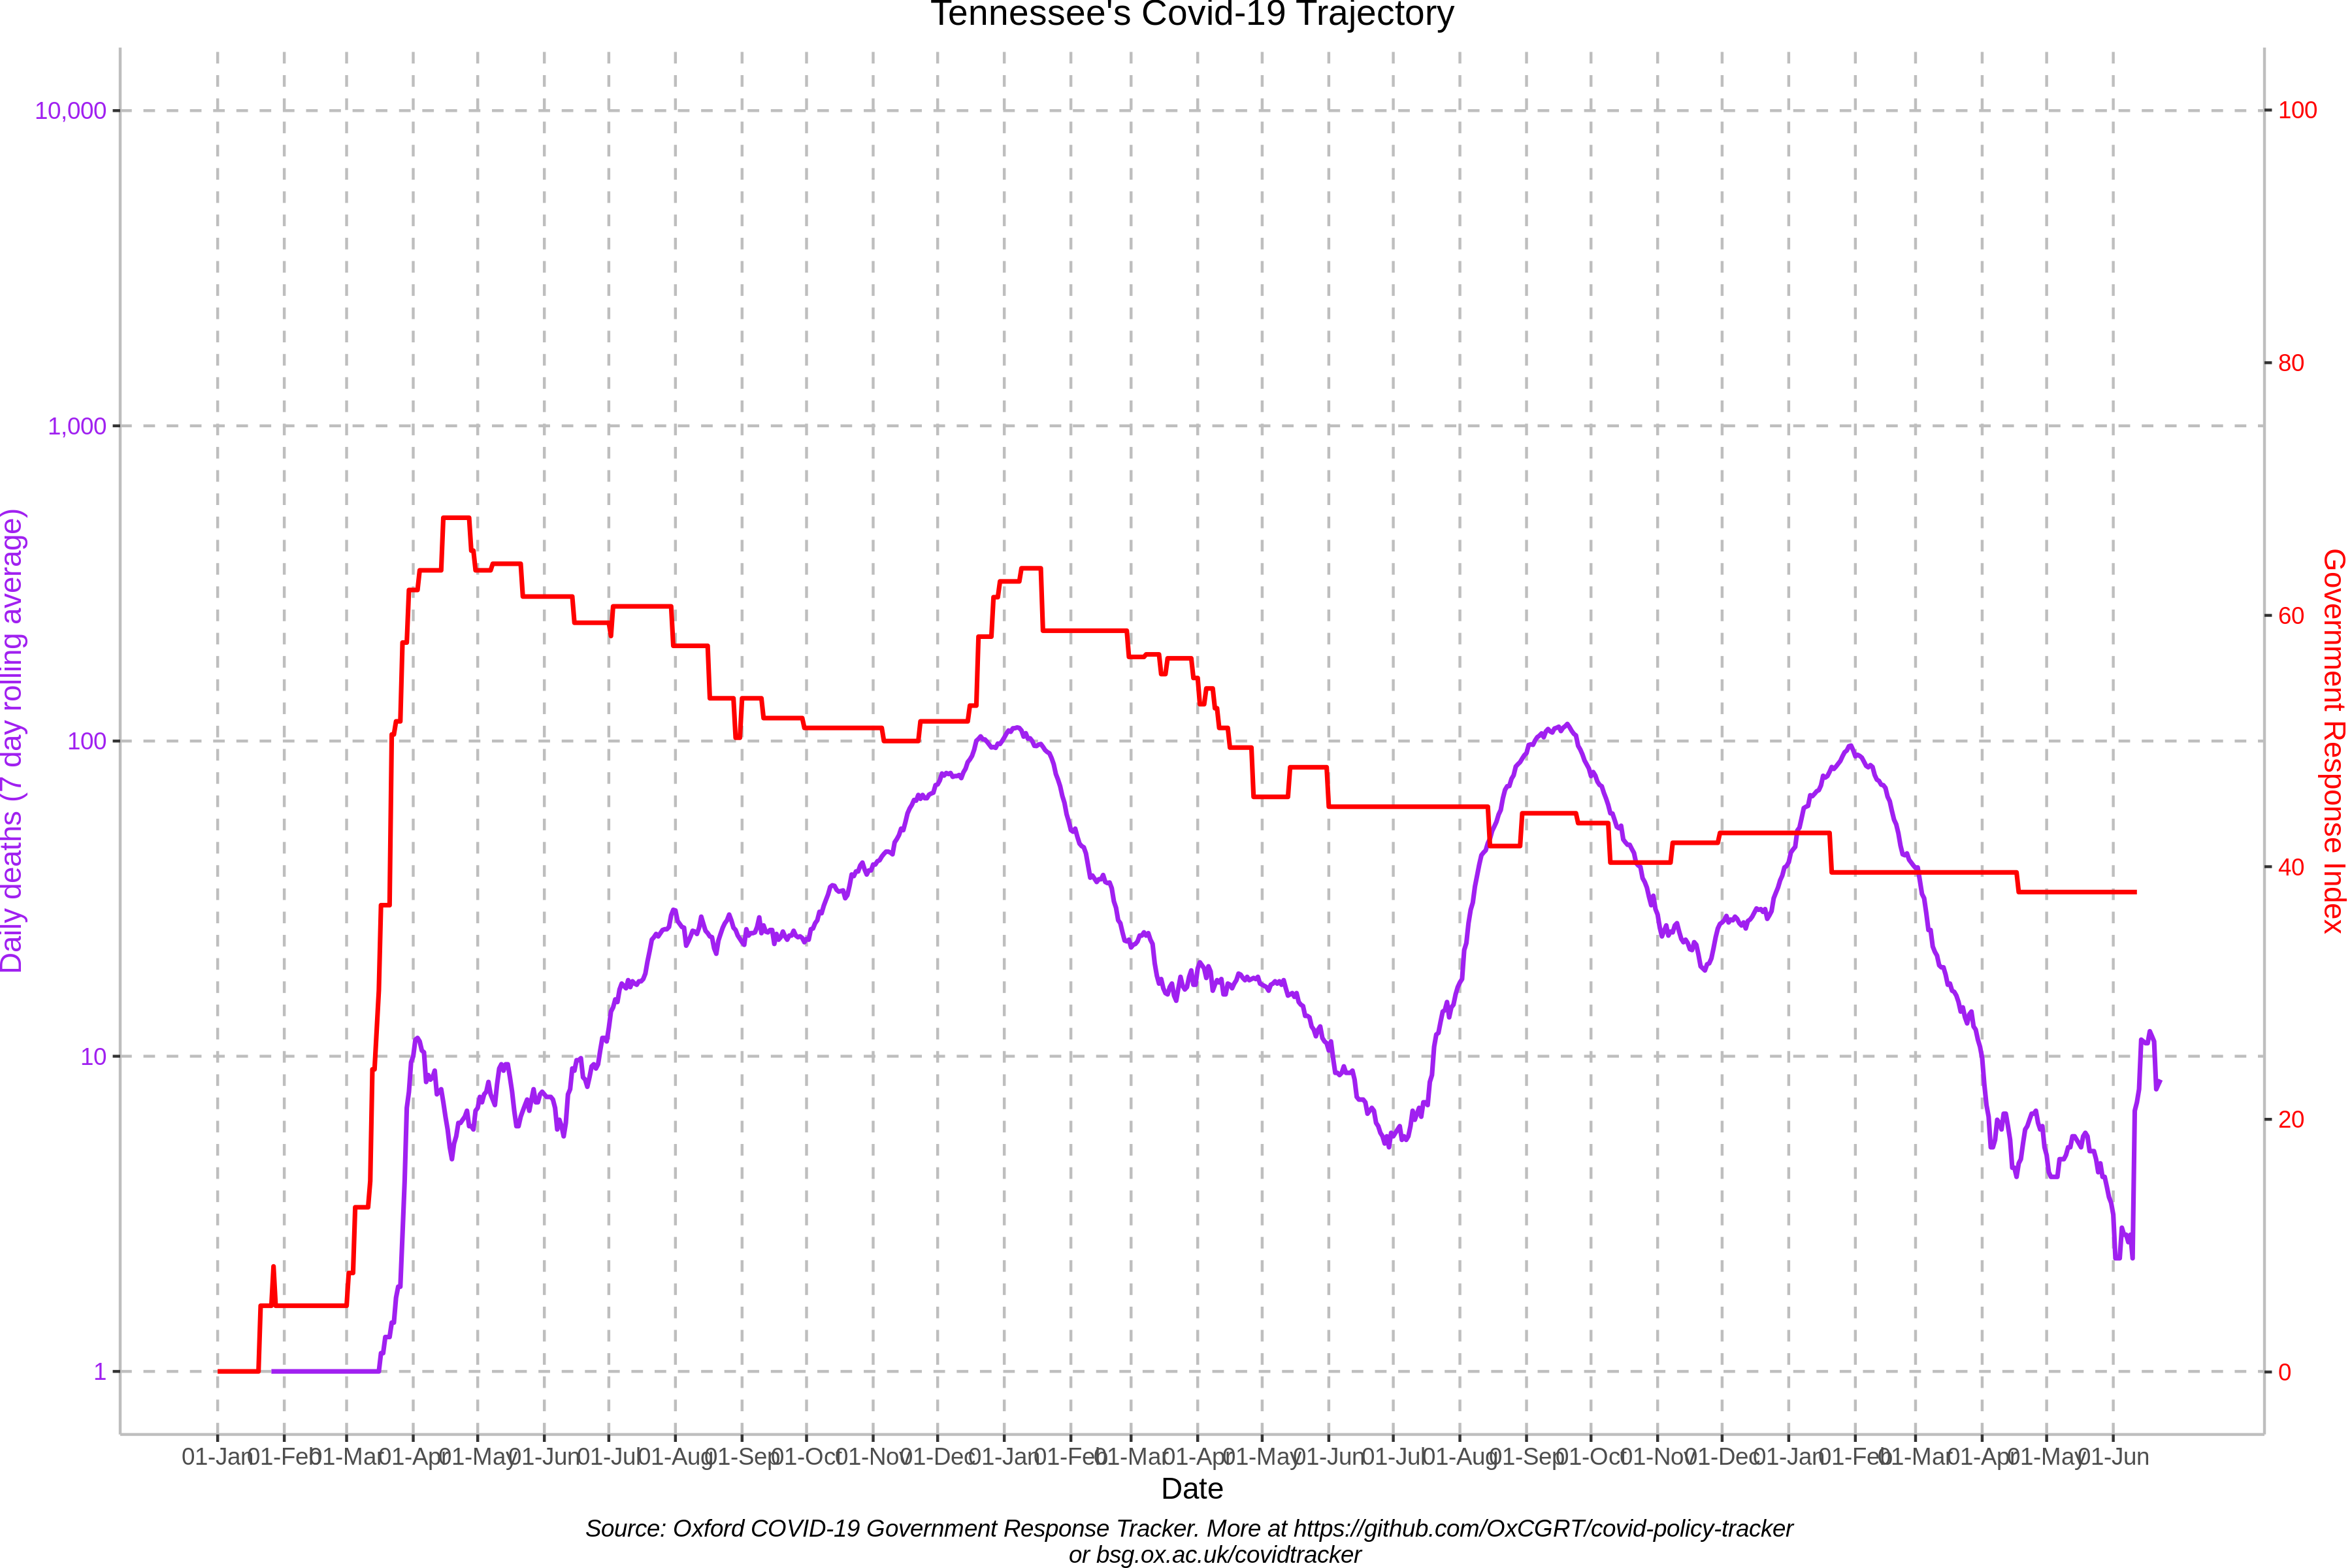 Tennessee's Covid-19 Trajectory
10,000
1,000
100
10
1
Daily deaths (7 day rolling average)
100
80
60
40
20
0
Government Response Index
01-Jan 01-Feb 01-Mar 01-Apr 01-May 01-Jun 01-Jul 01-Aug 01-Sep 01-Oct 01-Nov 01-Dec 01-Jan 01-Feb 01-Mar 01-Apr 01-May 01-Jun 01-Jul 01-Aug 01-Sep 01-Oct 01-Nov 01-Dec 01-Jan 01-Feb 01-Mar 01-Apr 01-May 01-Jun
Date
Source: Oxford COVID-19 Government Response Tracker. More at https://github.com/OxCGRT/covid-policy-tracker
or bsg.ox.ac.uk/covidtracker